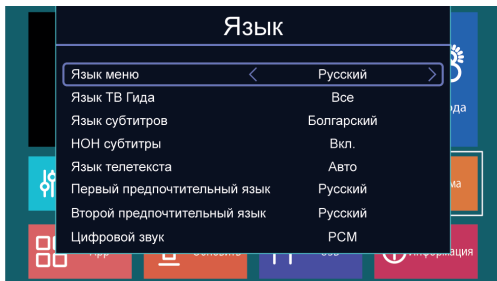 Язык
Язык меню Русский
Язык ТВ Гида Все
Язык субтитров Болгарский
НОН субтитры Вкл.
Язык телетекста Авто
Первый предпочтительный язык Русский
Второй предпочтительный язык Русский
Цифровой звук PCM